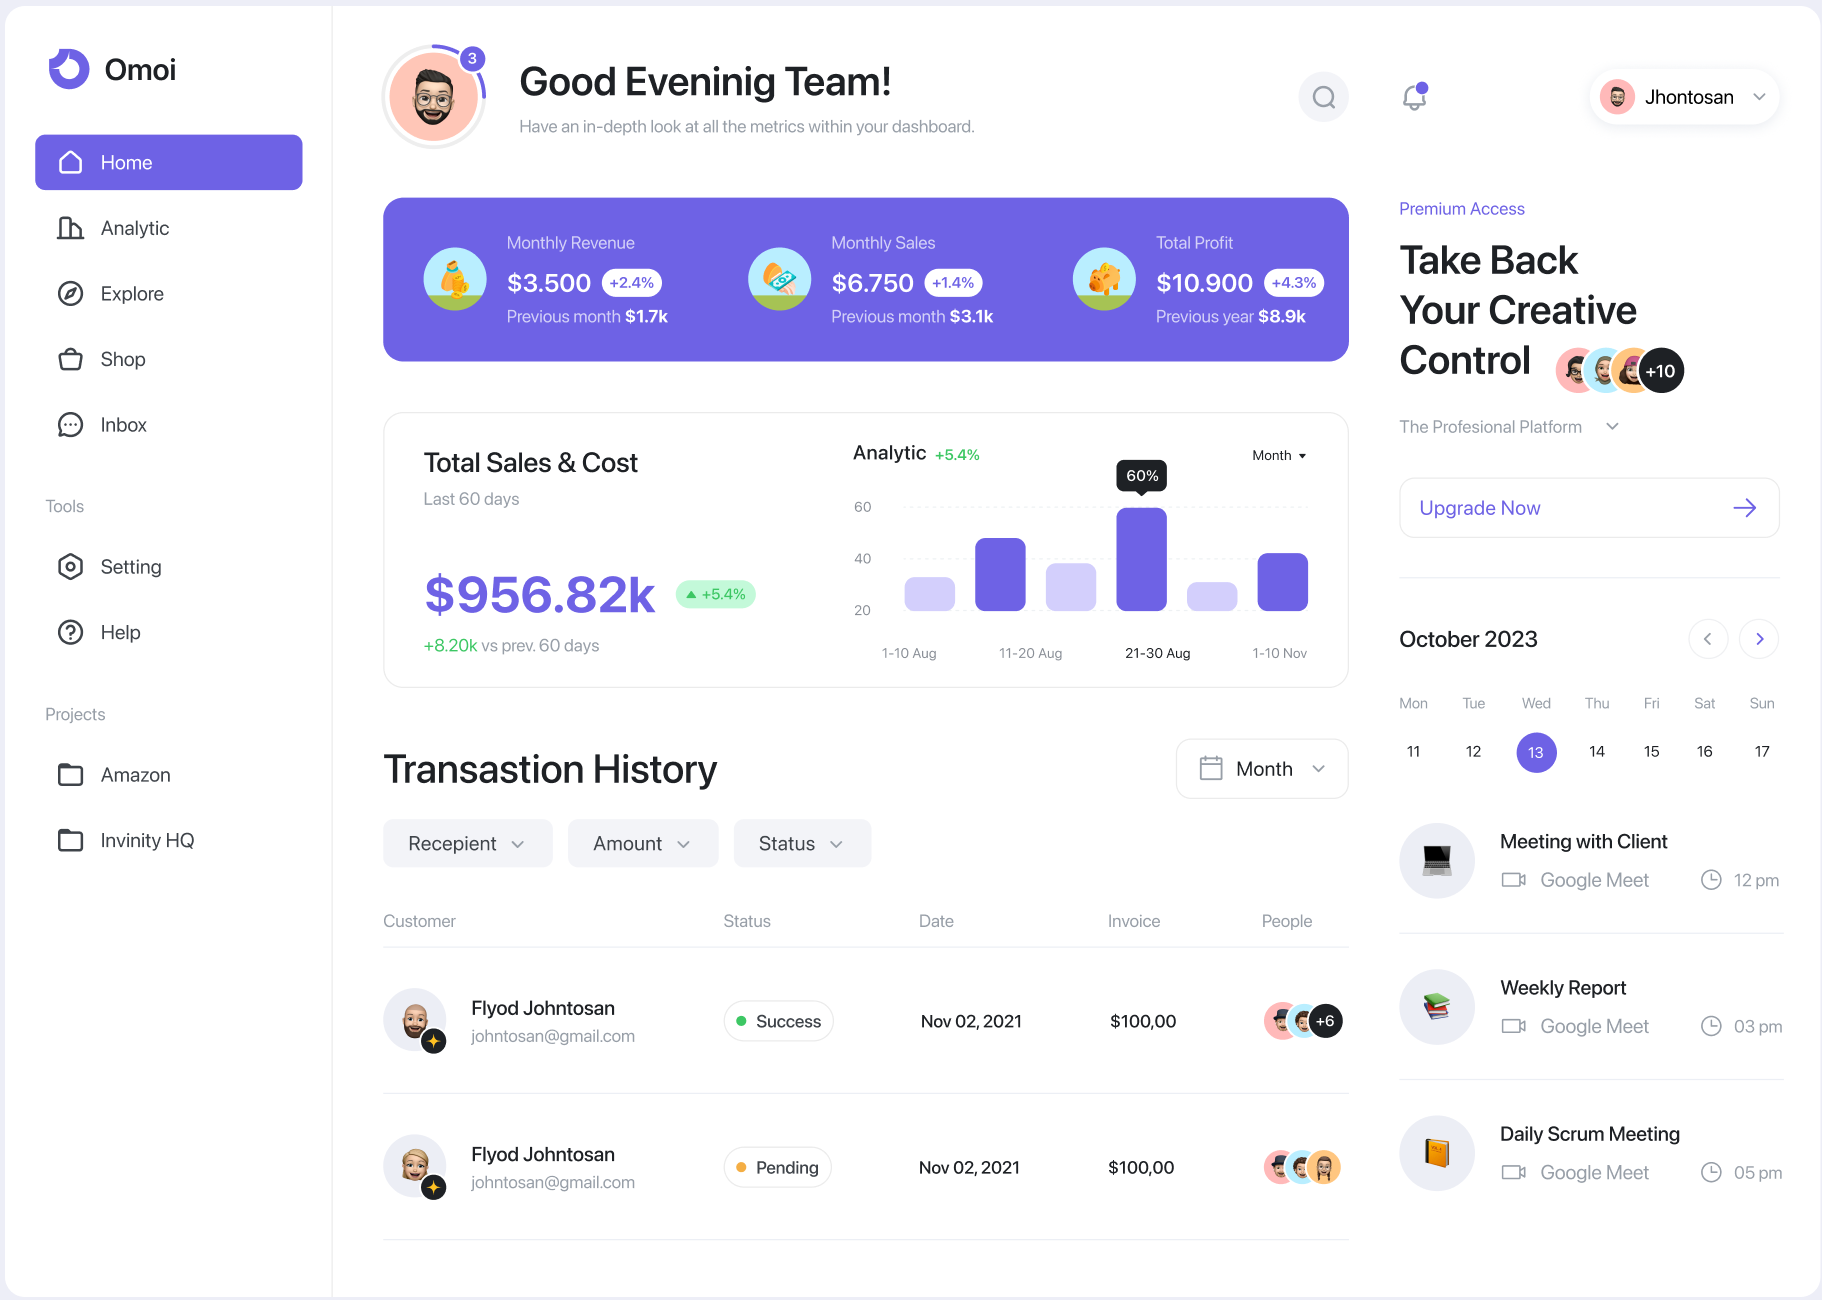 Omoi
Home
Analytic
Explore
Shop
Inbox
Tools
Setting
Help
Projects
Amazon
Invinity HQ
3
Good Eveninig Team!
Have an in-depth look at all the metrics within your dashboard.
Jhontosan
Monthly Revenue
$3.500 +2.4%
Previous month $1.7k
Monthly Sales
$6.750 +1.4%
Previous month $3.1k
Total Profit
$10.900 +4.3%
Previous year $8.9k
Total Sales & Cost
Last 60 days
$956.82k +5.4%
+8.20k vs prev. 60 days
Analytic +5.4%
Month
60%
60
40
20
1-10 Aug 11-20 Aug 21-30 Aug 1-10 Nov
Transastion History
Month
Recepient Amount Status
Customer Status Date Invoice People
Flyod Johntosan
johntosan@gmail.com
Success Nov 02, 2021 $100,00 +6
Flyod Johntosan
johntosan@gmail.com
Pending Nov 02, 2021 $100,00
Premium Access
Take Back
Your Creative
Control +10
The Profesional Platform
Upgrade Now
October 2023
Mon Tue Wed Thu Fri Sat Sun
11 12 13 14 15 16 17
Meeting with Client
Google Meet 12 pm
Weekly Report
Google Meet 03 pm
Daily Scrum Meeting
Google Meet 05 pm